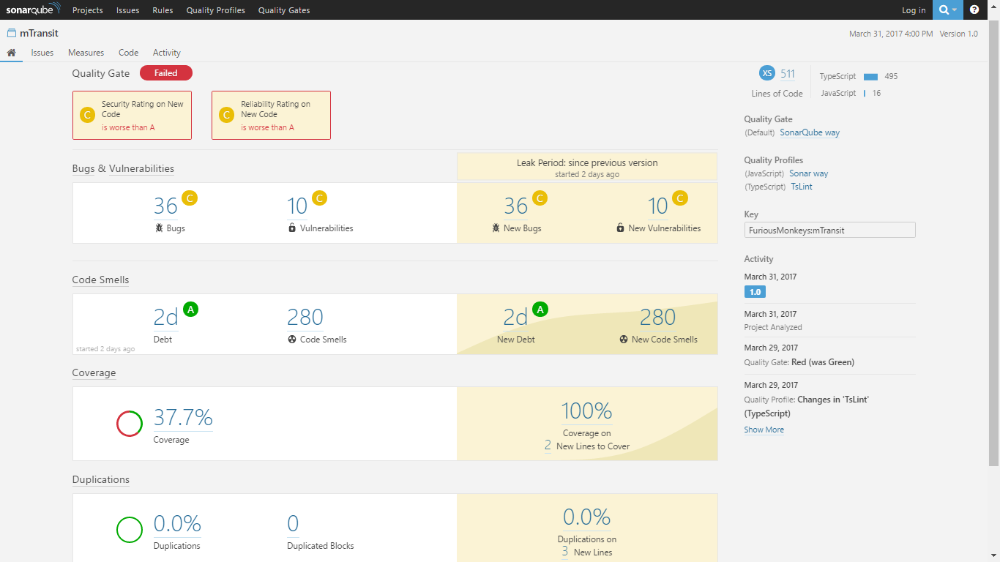 sonarqube Projects Issues Rules Quality Profiles Quality Gates Log in ?
mTransit
March 31, 2017 4:00 PM Version 1.0
Issues Measures Code Activity
Quality Gate Failed
C Security Rating on New
Code
is worse than A
C Reliability Rating on
New Code
is worse than A
Bugs & Vulnerabilities
Leak Period: since previous version
started 2 days ago
36 C
Bugs
10 C
Vulnerabilities
36 C
New Bugs
10 C
New Vulnerabilities
Code Smells
2d A
Debt
280
Code Smells
started 2 days ago
2d A
New Debt
280
New Code Smells
Coverage
37.7%
Coverage
100%
Coverage on
2 New Lines to Cover
Duplications
0.0%
Duplications
0
Duplicated Blocks
0.0%
Duplications on
3 New Lines
XS 511
Lines of Code
TypeScript 495
JavaScript 16
Quality Gate
(Default) SonarQube way
Quality Profiles
(JavaScript) Sonar way
(TypeScript) TsLint
Key
FuriousMonkeys:mTransit
Activity
March 31, 2017
1.0
March 31, 2017
Project Analyzed
March 29, 2017
Quality Gate: Red (was Green)
March 29, 2017
Quality Profile: Changes in 'TsLint'
(TypeScript)
Show More